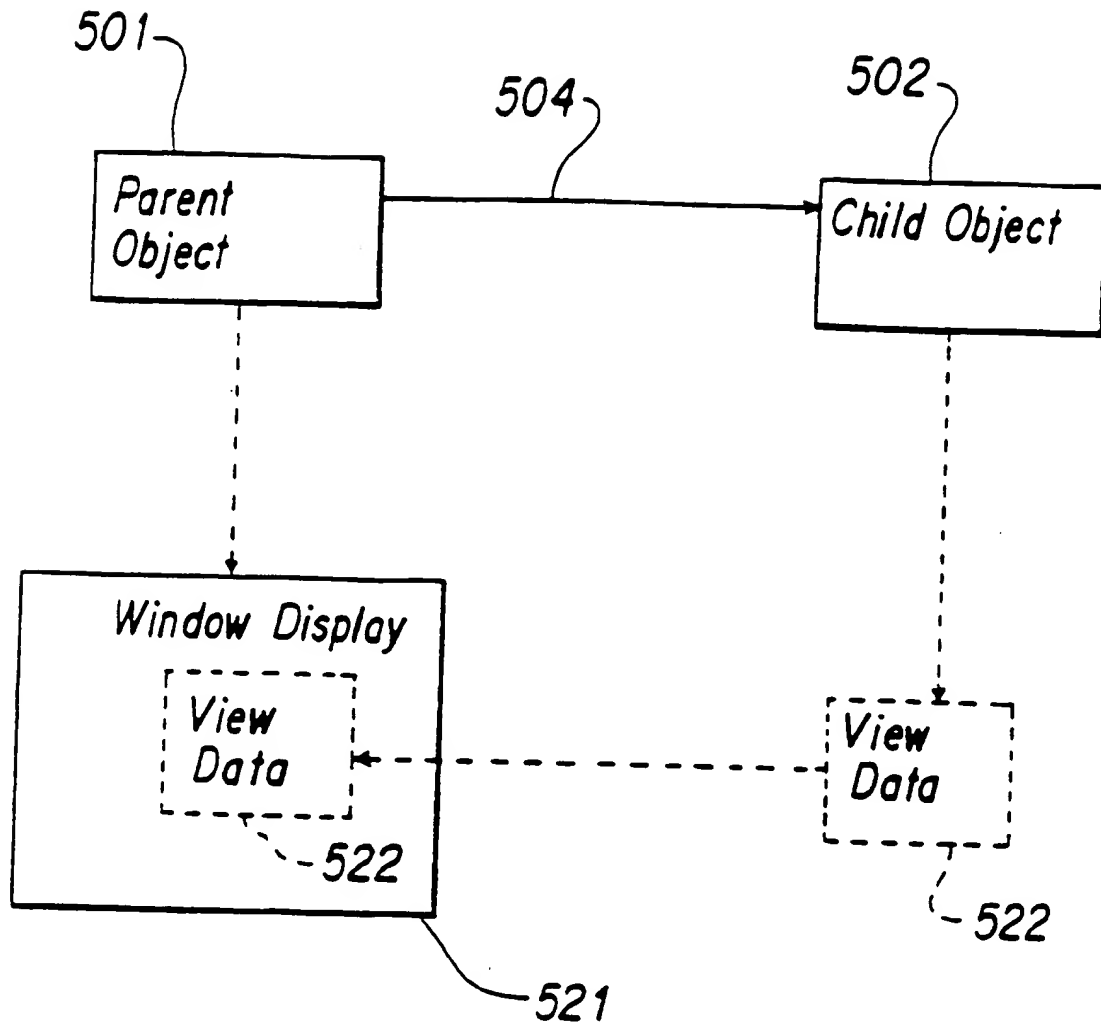 501
504
502
Parent
Object
Child Object
Window Display
View
Data
View
Data
522
522
521